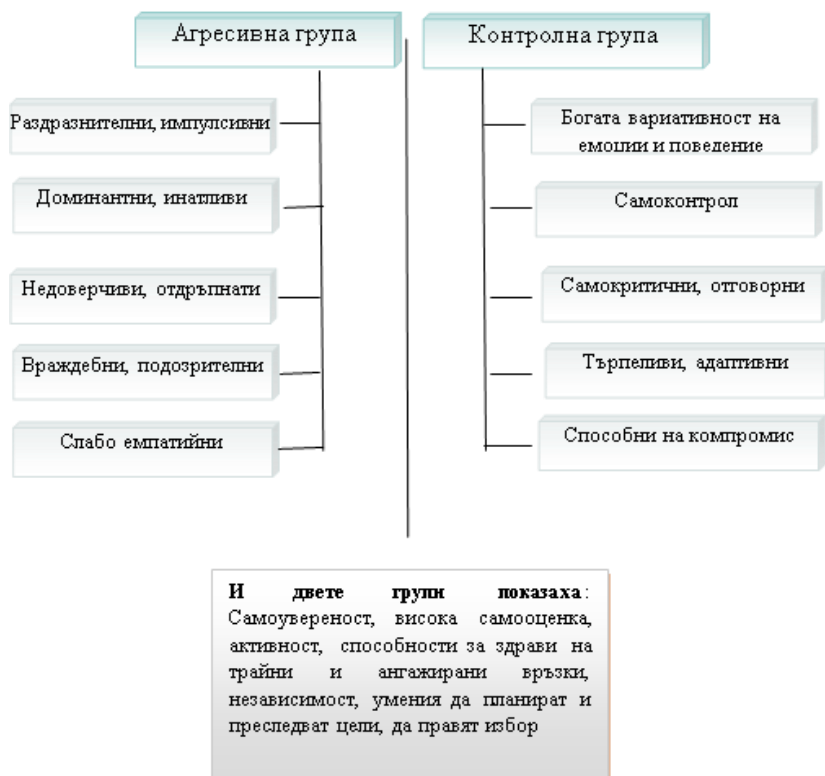 Агресивна група
Раздразнителни, импулсивни
Доминантни, инатливи
Недоверчиви, отдръпнати
Враждебни, подозрителни
Слабо емпатийни
Контролна група
Богата вариативност на
емоции и поведение
Самоконтрол
Самокритични, отговорни
Търпеливи, адаптивни
Способни на компромис
И двете групи показаха:
Самоувереност, висока самооценка,
активност, способности за здрави на
трайни и ангажирани връзки,
независимост, умения да планират и
преследват цели, да правят избор